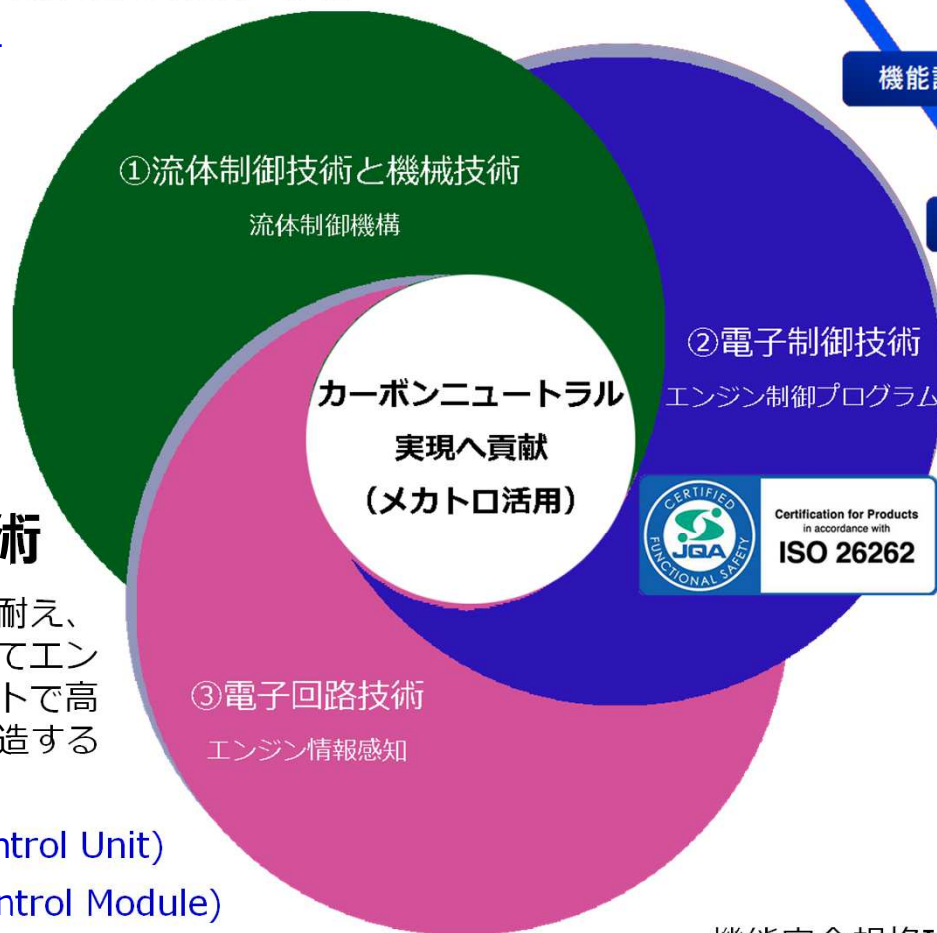 機能
①流体制御技術と機械技術
流体制御機構
②電子制御技術
エンジン制御プログラム
カーボンニュートラル
実現へ貢献
（メカトロ活用）
CERTIFIED
JQA
FUNCTIONAL SAFETY
Certification for Products
in accordance with
ISO 26262
術
耐え、
てエン
トで高
造する
③電子回路技術
エンジン情報感知
ntrol Unit)
ntrol Module)